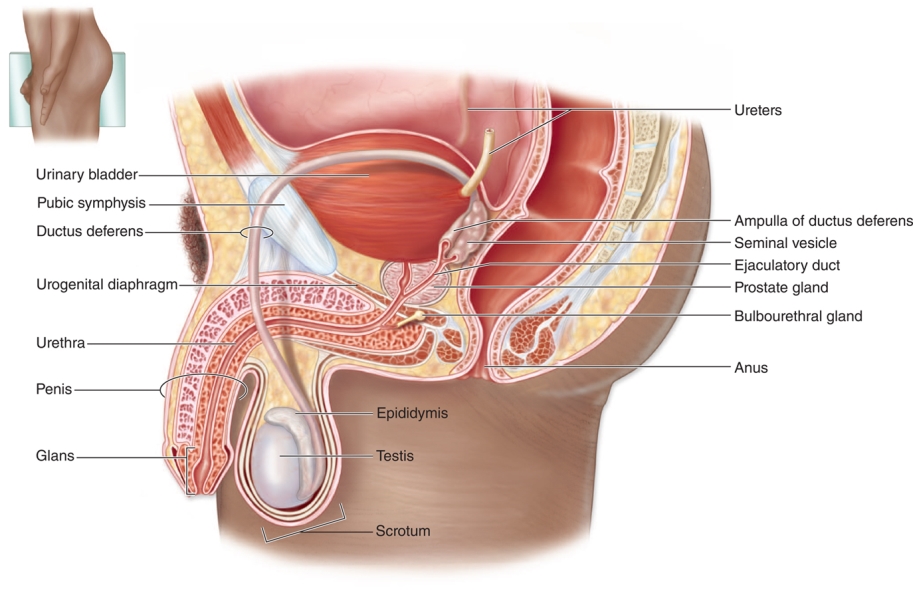 Ureters
Urinary bladder
Pubic symphysis
Ductus deferens
Ampulla of ductus deferens
Seminal vesicle
Ejaculatory duct
Urogenital diaphragm
Prostate gland
Bulbourethral gland
Urethra
Anus
Penis
Epididymis
Glans
Testis
Scrotum